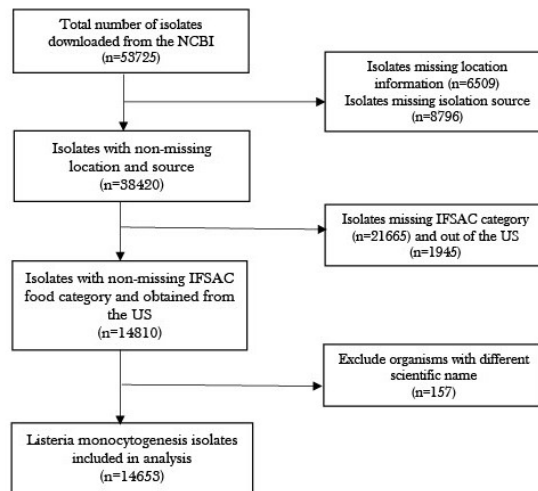 Total number of isolates
downloaded from the NCBI
(n=53725)
Isolates missing location
information (n=6509)
Isolates missing isolation source
(n=8796)
Isolates with non-missing
location and source
(n=38420)
Isolates missing IFSAC category
(n=21665) and out of the US
(n=1945)
Isolates with non-missing IFSAC
food category and obtained from
the US
(n=14810)
Exclude organisms with different
scientific name
(n=157)
Listeria monocytogenesis isolates
included in analysis
(n=14653)